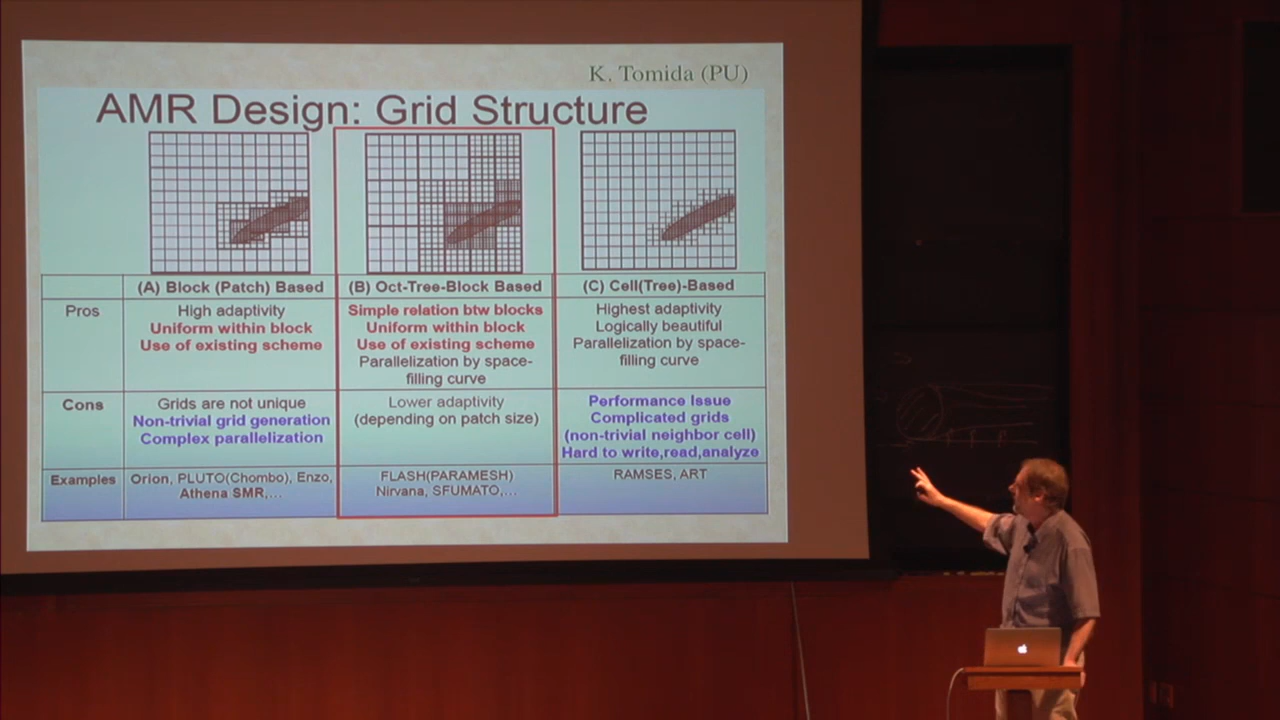 K. Tomida (PU)
AMR Design: Grid Structure
(A) Block (Patch) Based
(B) Oct-Tree-Block Based
(C) Cell(Tree)-Based
Pros
High adaptivity
Uniform within block
Use of existing scheme
Simple relation btw blocks
Uniform within block
Use of existing scheme
Parallelization by space-
filling curve
Highest adaptivity
Logically beautiful
Parallelization by space-
filling curve
Cons
Grids are not unique
Non-trivial grid generation
Complex parallelization
Lower adaptivity
(depending on patch size)
Performance Issue
Complicated grids
(non-trivial neighbor cell)
Hard to write,read,analyze
Examples
Orion, PLUTO(Chombo), Enzo,
Athena SMR,...
FLASH(PARAMESH)
Nirvana, SFUMATO,...
RAMSES, ART